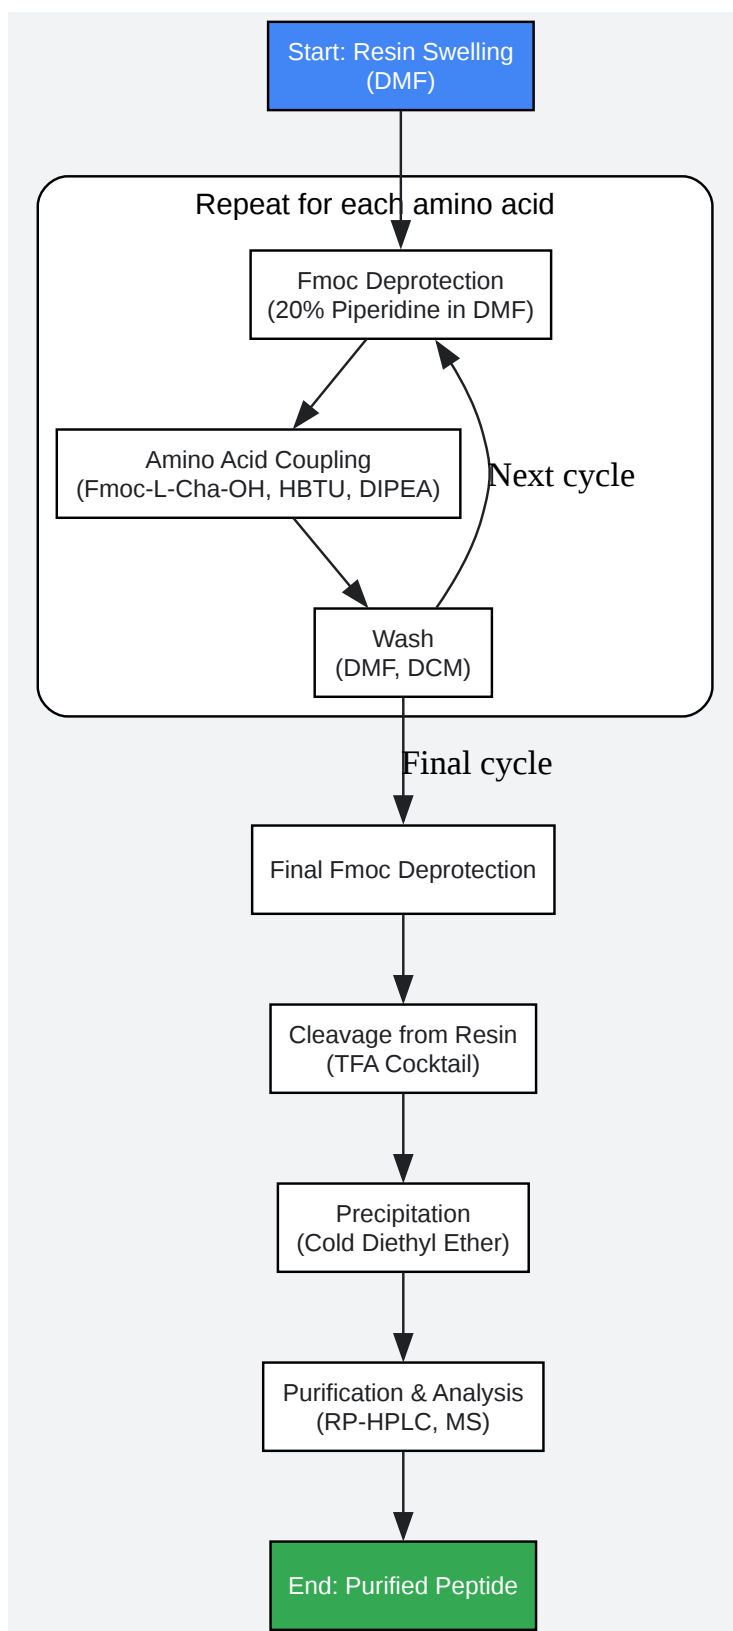 Start: Resin Swelling
(DMF)
Repeat for each amino acid
Fmoc Deprotection
(20% Piperidine in DMF)
Amino Acid Coupling
(Fmoc-L-Cha-OH, HBTU, DIPEA)
Next cycle
Wash
(DMF, DCM)
Final cycle
Final Fmoc Deprotection
Cleavage from Resin
(TFA Cocktail)
Precipitation
(Cold Diethyl Ether)
Purification & Analysis
(RP-HPLC, MS)
End: Purified Peptide